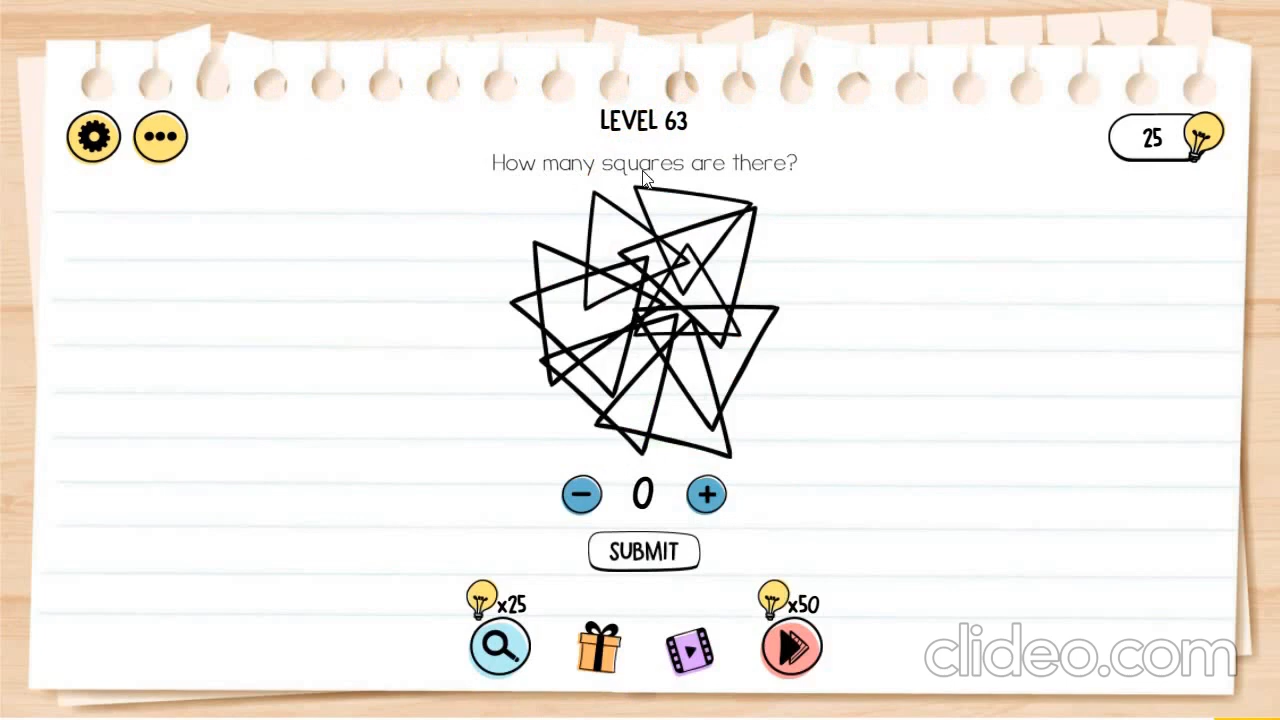 LEVEL 63
25
How many squares are there?
0
SUBMIT
x25
x50
clideo.com